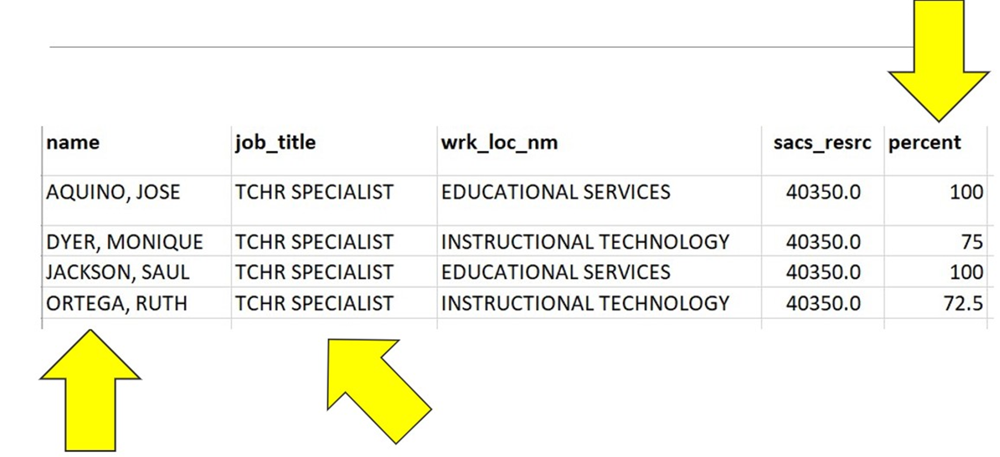 name job_title wrk_loc_nm sacs_resrc percent
AQUINO, JOSE TCHR SPECIALIST EDUCATIONAL SERVICES 40350.0 100
DYER, MONIQUE TCHR SPECIALIST INSTRUCTIONAL TECHNOLOGY 40350.0 75
JACKSON, SAUL TCHR SPECIALIST EDUCATIONAL SERVICES 40350.0 100
ORTEGA, RUTH TCHR SPECIALIST INSTRUCTIONAL TECHNOLOGY 40350.0 72.5